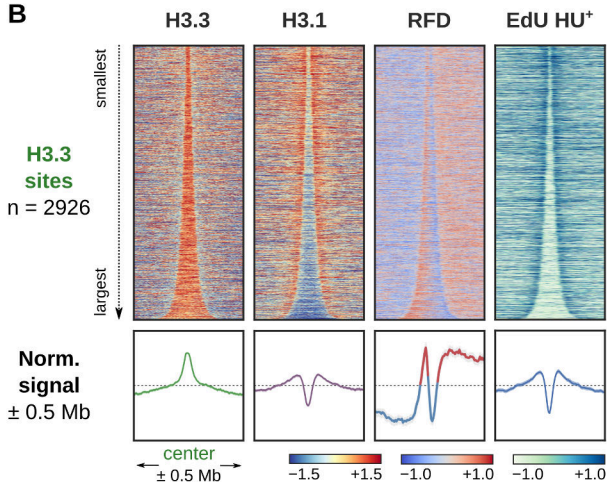 B
H3.3 H3.1 RFD EdU HU+
smallest
largest
H3.3
sites
n = 2926
Norm.
signal
± 0.5 Mb
center
± 0.5 Mb
−1.5 +1.5 −1.0 +1.0 −1.0 +1.0